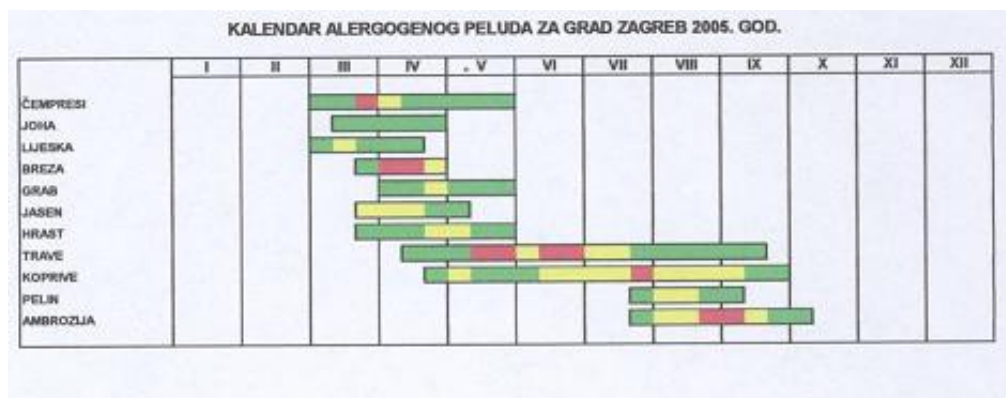 KALENDAR ALERGOGENOG PELUDA ZA GRAD ZAGREB 2005. GOD.
I II III IV V VI VII VIII IX X XI XII
ČEMPRESI
JOHA
LIJESKA
BREZA
GRAB
JASEN
HRAST
TRAVE
KOPRIVE
PELIN
AMBROZIJA